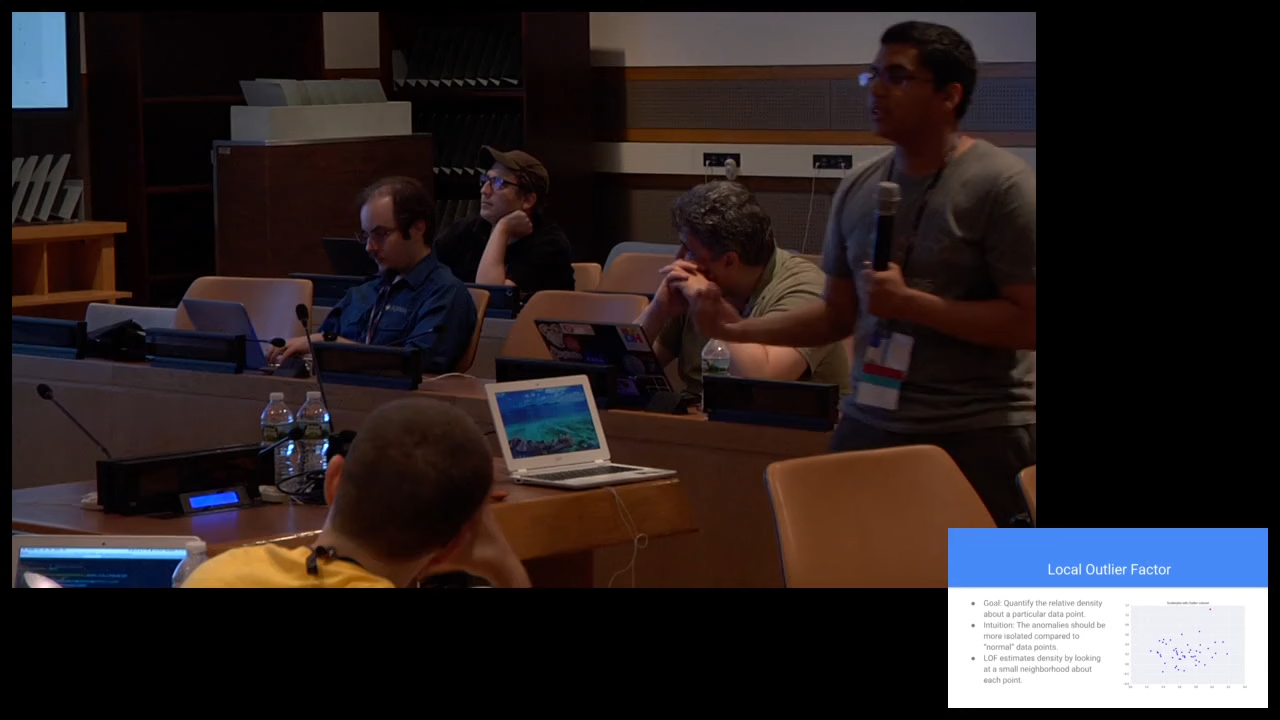 Local Outlier Factor
● Goal: Quantify the relative density
about a particular data point.
● Intuition: The anomalies should be
more isolated compared to
"normal" data points.
● LOF estimates density by looking
at a small neighborhood about
each point.